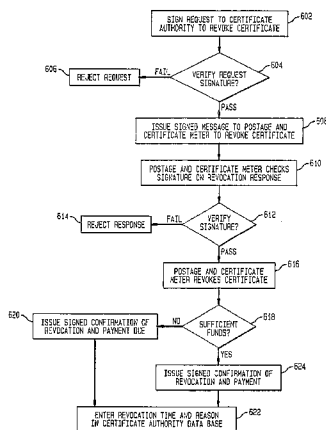 SIGN REQUEST TO CERTIFICATE
AUTHORITY TO REVOKE CERTIFICATE
602
606
FAIL
604
REJECT REQUEST
VERIFY REQUEST
SIGNATURE?
PASS
608
ISSUE SIGNED MESSAGE TO POSTAGE AND
CERTIFICATE METER TO REVOKE CERTIFICATE
610
POSTAGE AND CERTIFICATE METER CHECKS
SIGNATURE ON REVOCATION RESPONSE
614
FAIL
612
REJECT RESPONSE
VERIFY
SIGNATURE?
PASS
616
POSTAGE AND CERTIFICATE
METER REVOKES CERTIFICATE
620
618
ISSUE SIGNED CONFIRMATION OF
REVOCATION AND PAYMENT DUE
NO
SUFFICIENT
FUNDS?
YES
624
ISSUE SIGNED CONFIRMATION OF
REVOCATION AND PAYMENT
622
ENTER REVOCATION TIME AND REASON
IN CERTIFICATE AUTHORITY DATA BASE